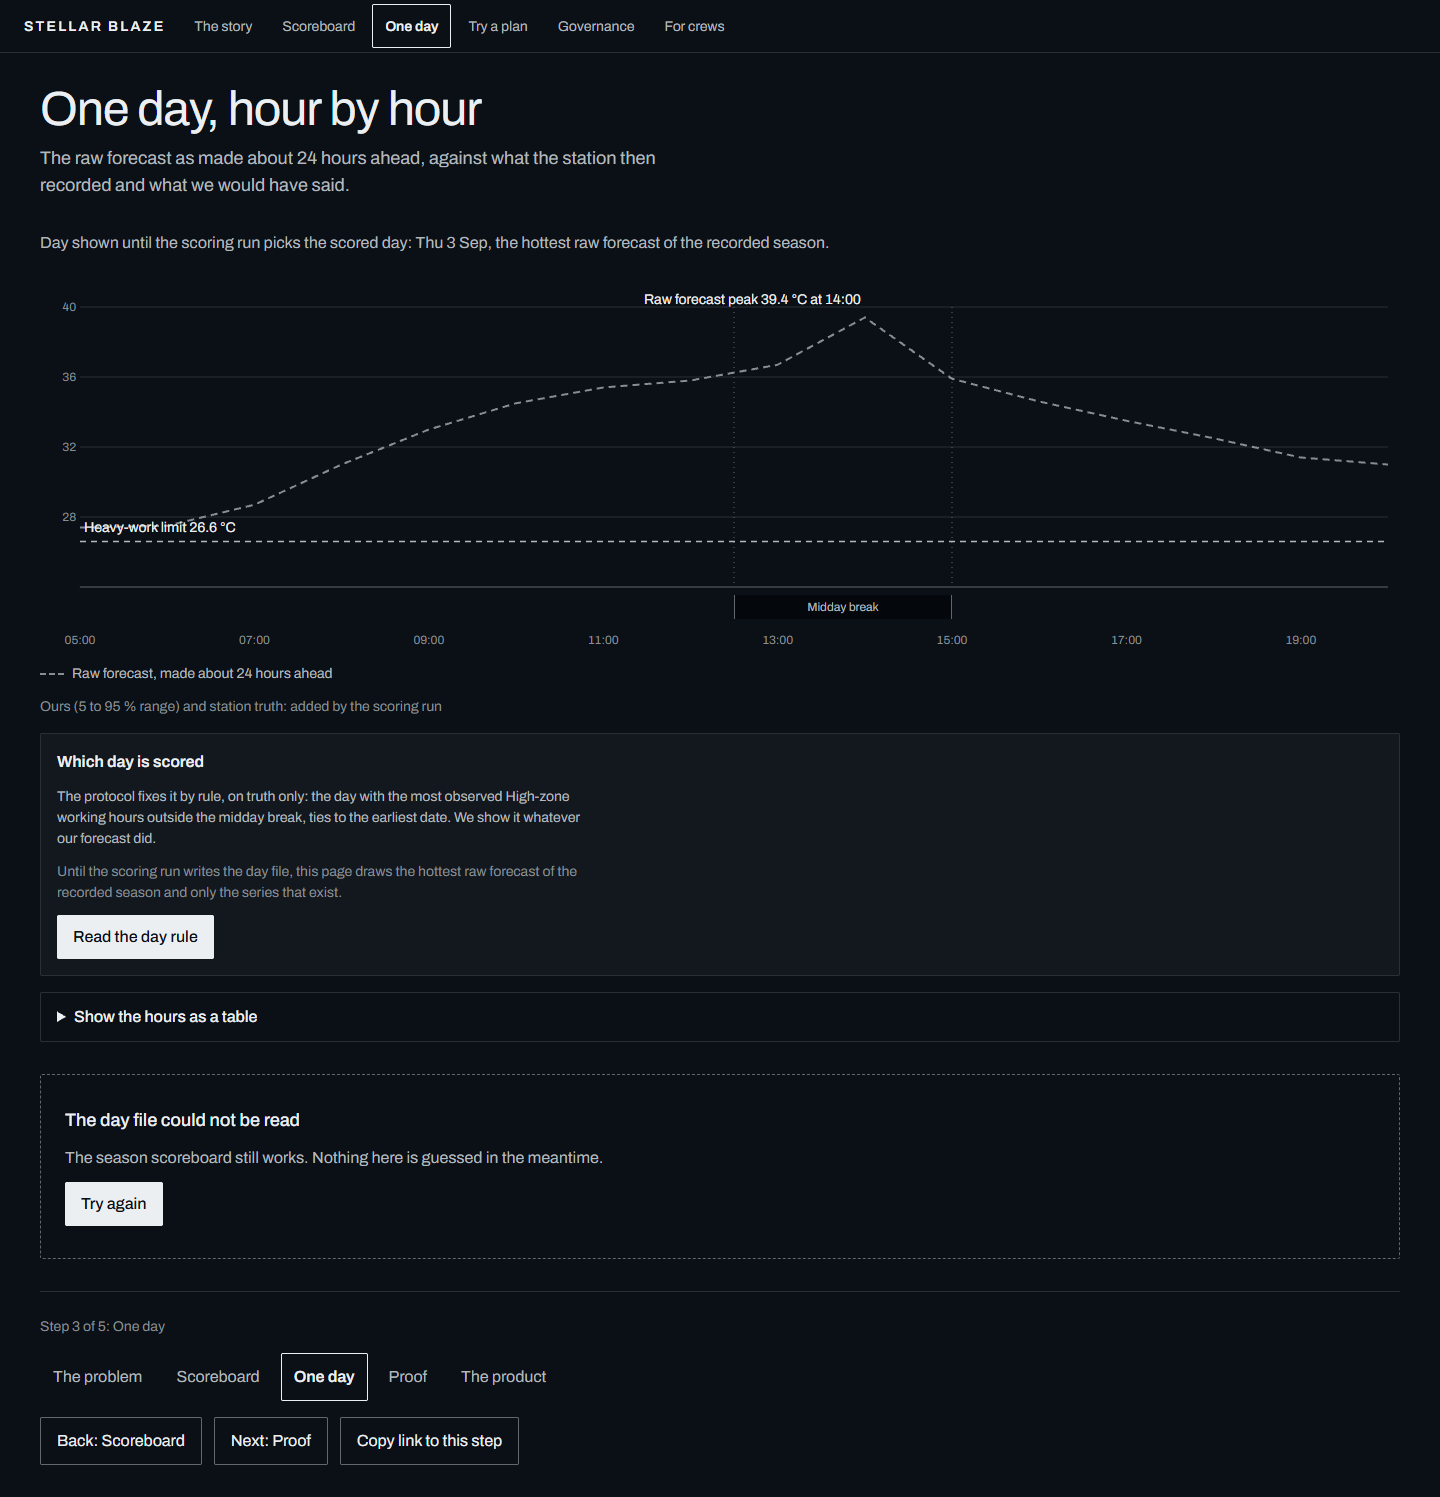 STELLAR BLAZE The story Scoreboard One day Try a plan Governance For crews
One day, hour by hour
The raw forecast as made about 24 hours ahead, against what the station then
recorded and what we would have said.
Day shown until the scoring run picks the scored day: Thu 3 Sep, the hottest raw forecast of the recorded season.
Raw forecast peak 39.4 °C at 14:00
40
36
32
28
Heavy-work limit 26.6 °C
Midday break
05:00 07:00 09:00 11:00 13:00 15:00 17:00 19:00
Raw forecast, made about 24 hours ahead
Ours (5 to 95 % range) and station truth: added by the scoring run
Which day is scored
The protocol fixes it by rule, on truth only: the day with the most observed High-zone
working hours outside the midday break, ties to the earliest date. We show it whatever
our forecast did.
Until the scoring run writes the day file, this page draws the hottest raw forecast of the
recorded season and only the series that exist.
Read the day rule
Show the hours as a table
The day file could not be read
The season scoreboard still works. Nothing here is guessed in the meantime.
Try again
Step 3 of 5: One day
The problem Scoreboard One day Proof The product
Back: Scoreboard Next: Proof Copy link to this step